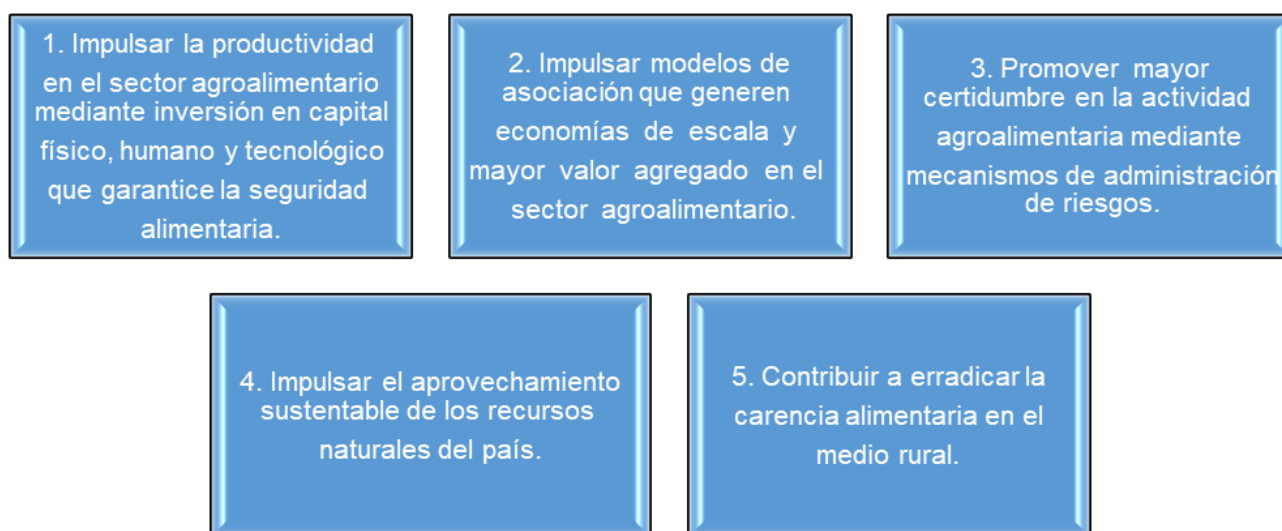 1. Impulsar la productividad
en el sector agroalimentario
mediante inversión en capital
físico, humano y tecnológico
que garantice la seguridad
alimentaria.
2. Impulsar modelos de
asociación que generen
economías de escala y
mayor valor agregado en el
sector agroalimentario.
3. Promover mayor
certidumbre en la actividad
agroalimentaria mediante
mecanismos de administración
de riesgos.
4. Impulsar el aprovechamiento
sustentable de los recursos
naturales del país.
5. Contribuir a erradicar la
carencia alimentaria en el
medio rural.